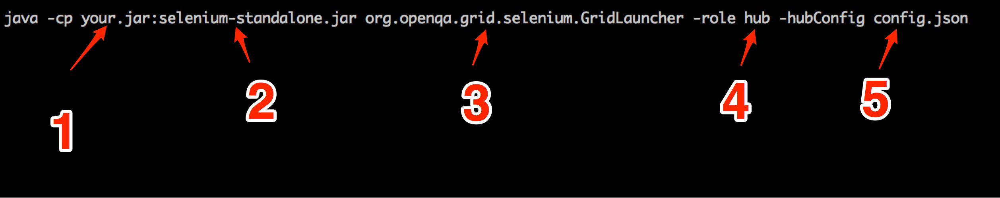 java -cp your.jar:selenium-standalone.jar org.openqa.grid.selenium.GridLauncher -role hub -hubConfig config.json
1 2 3 4 5